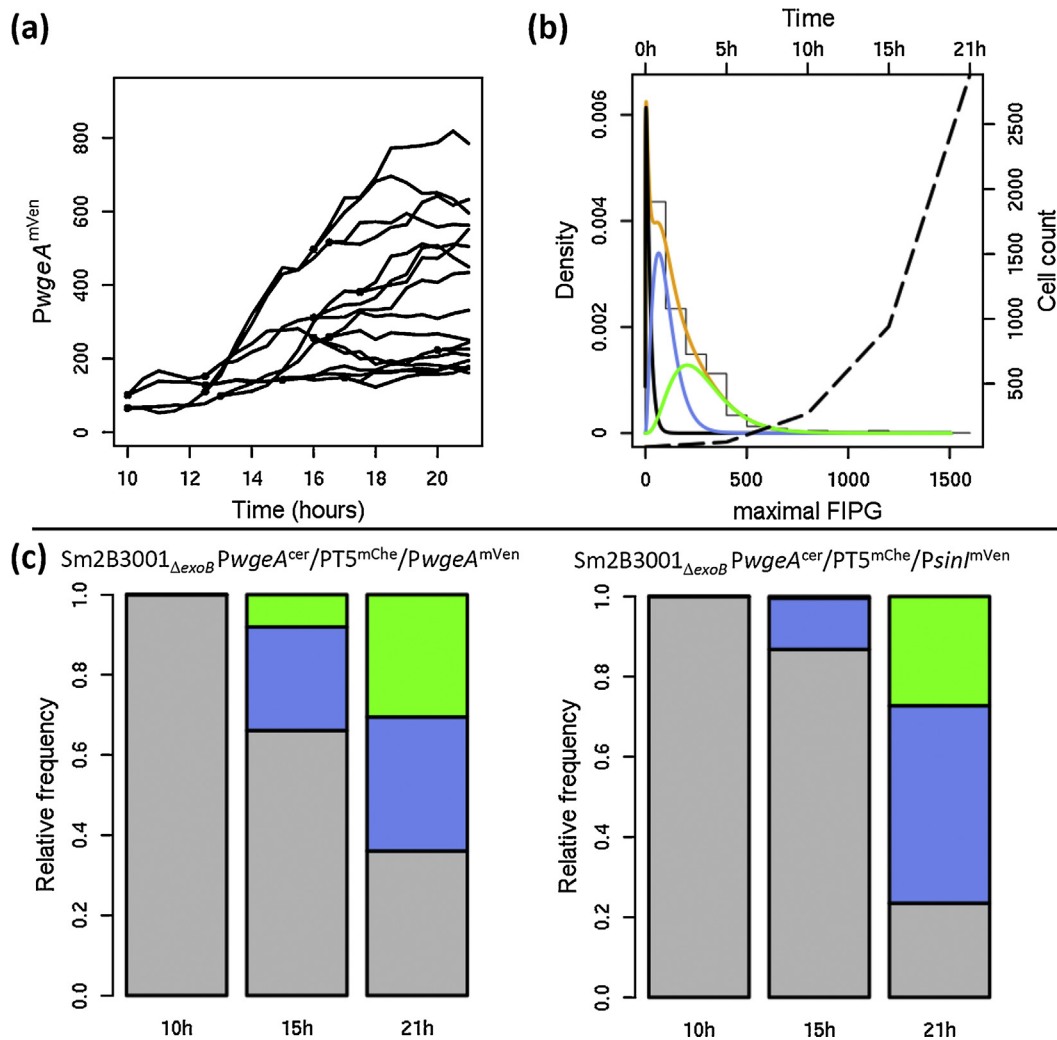 (a)
PwgeA^mVen
800
600
400
200
0
10 12 14 16 18 20
Time (hours)
(b)
Time
0h 5h 10h 15h 21h
Density
0.006
0.004
0.002
0
Cell count
2500
2000
1500
1000
500
0 500 1000 1500
maximal FIPG
(c)
Sm2B3001ΔexoB PwgeA^cer/PT5^mChe/PwgeA^mVen
Relative frequency
1.0
0.8
0.6
0.4
0.2
0.0
10h 15h 21h
Sm2B3001ΔexoB PwgeA^cer/PT5^mChe/PsinI^mVen
Relative frequency
1.0
0.8
0.6
0.4
0.2
0.0
10h 15h 21h